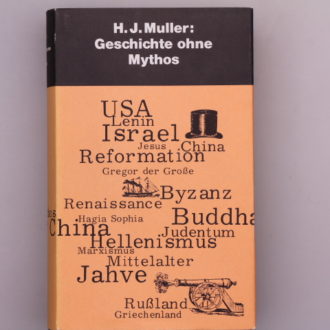 H. J. Muller:
Geschichte ohne
Mythos
USA
Lenin
Israel
Jesus China
Reformation
Gregor der Große
Byzanz
Renaissance
Buddha
Hagia Sophia
China Judentum
Hellenismus
Marxismus
Mittelalter
Jahve
Rußland
Griechenland